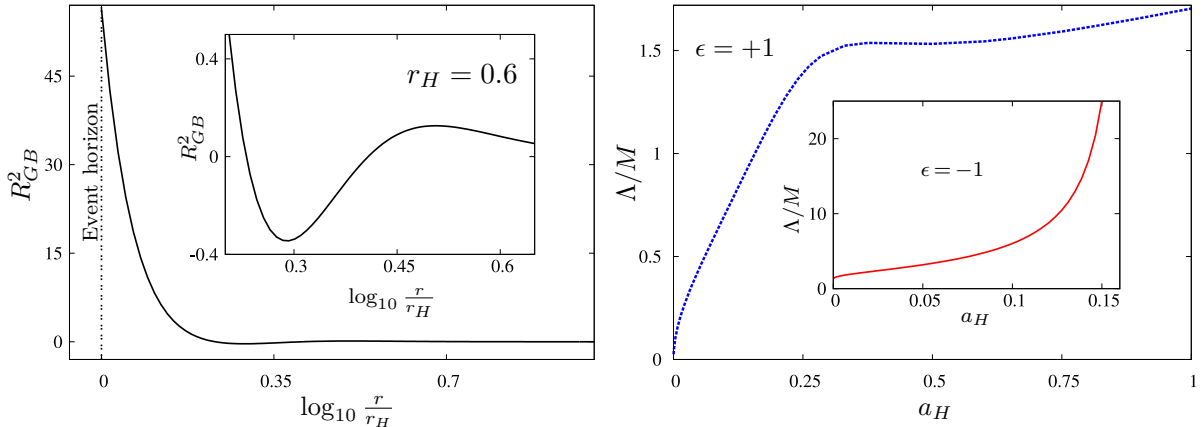 R²_GB
45
30
15
0
Event horizon
0
0.35
0.7
log₁₀ r/r_H
r_H = 0.6
R²_GB
0.4
0
-0.4
0.3
0.45
0.6
log₁₀ r/r_H
ϵ = +1
Λ/M
1.5
1
0.5
0
0
0.25
0.5
0.75
1
a_H
ϵ = −1
Λ/M
20
10
0
0
0.05
0.1
0.15
a_H